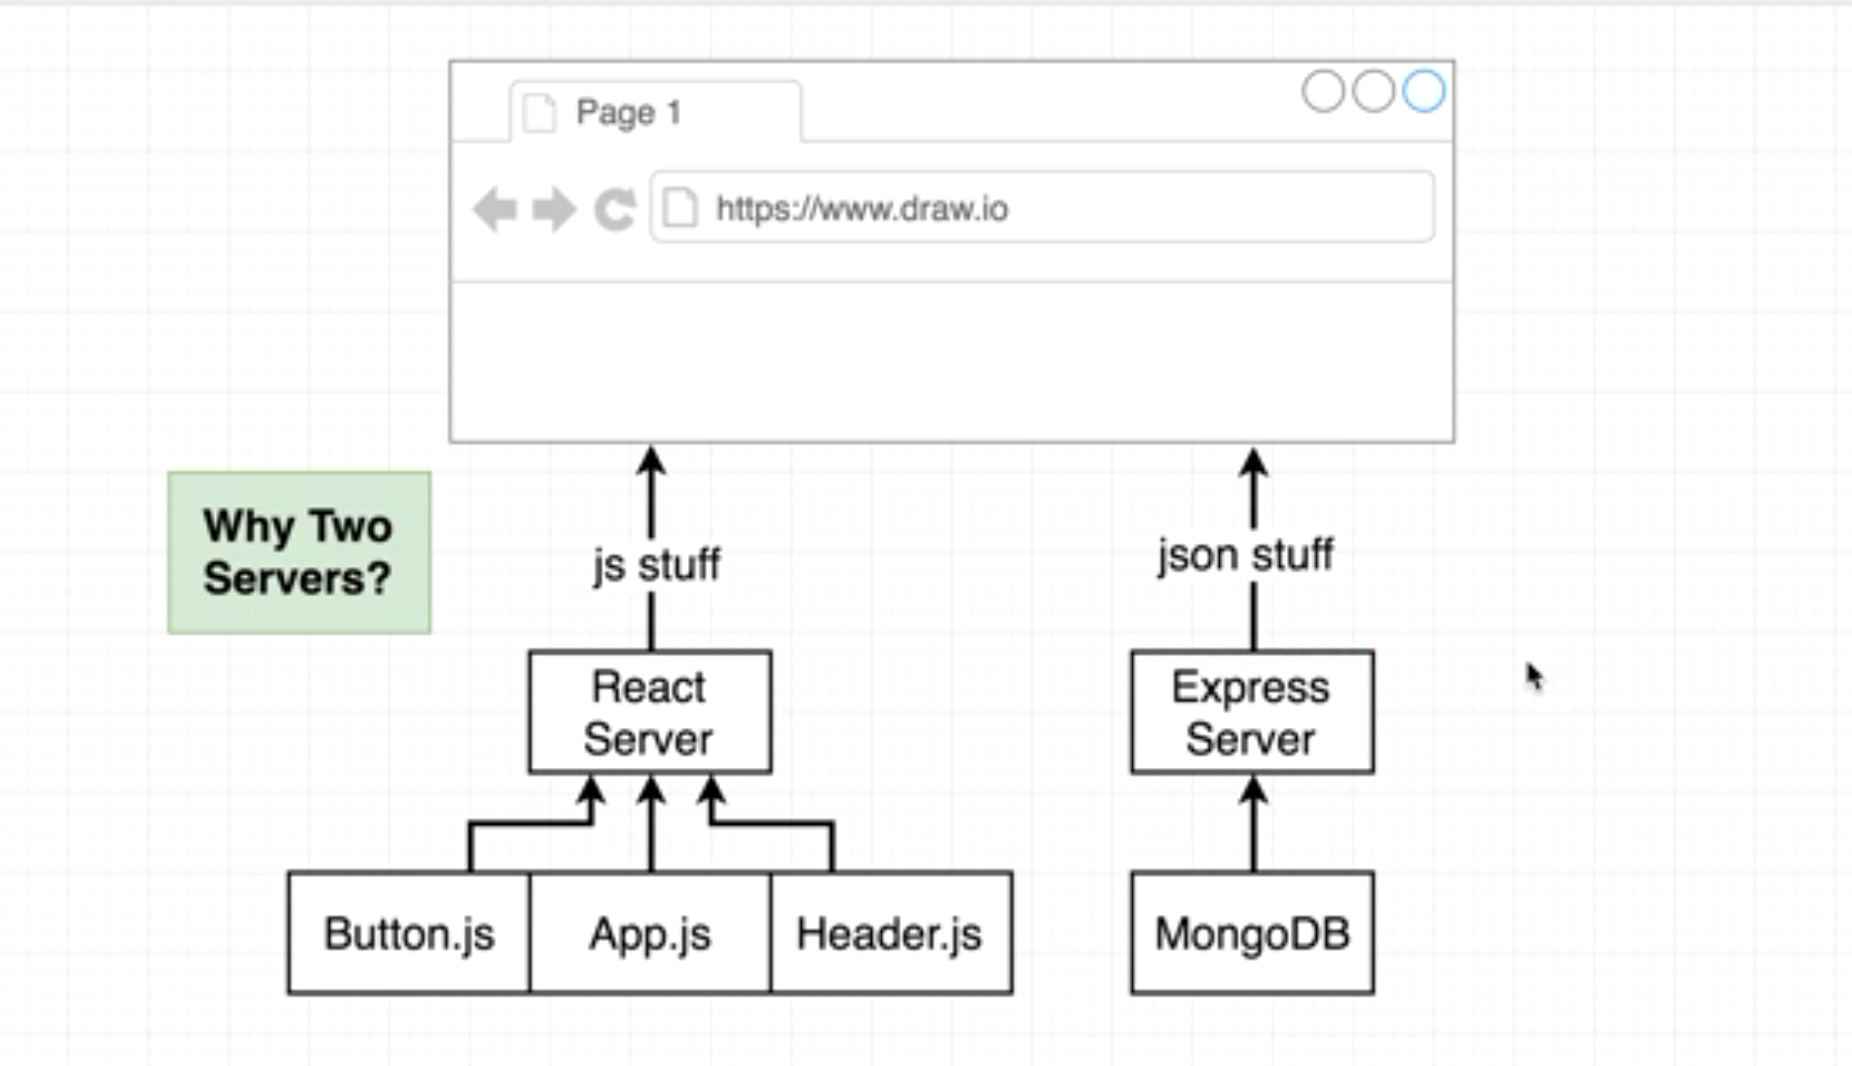 Page 1
https://www.draw.io
Why Two
Servers?
js stuff
json stuff
React
Server
Express
Server
Button.js
App.js
Header.js
MongoDB